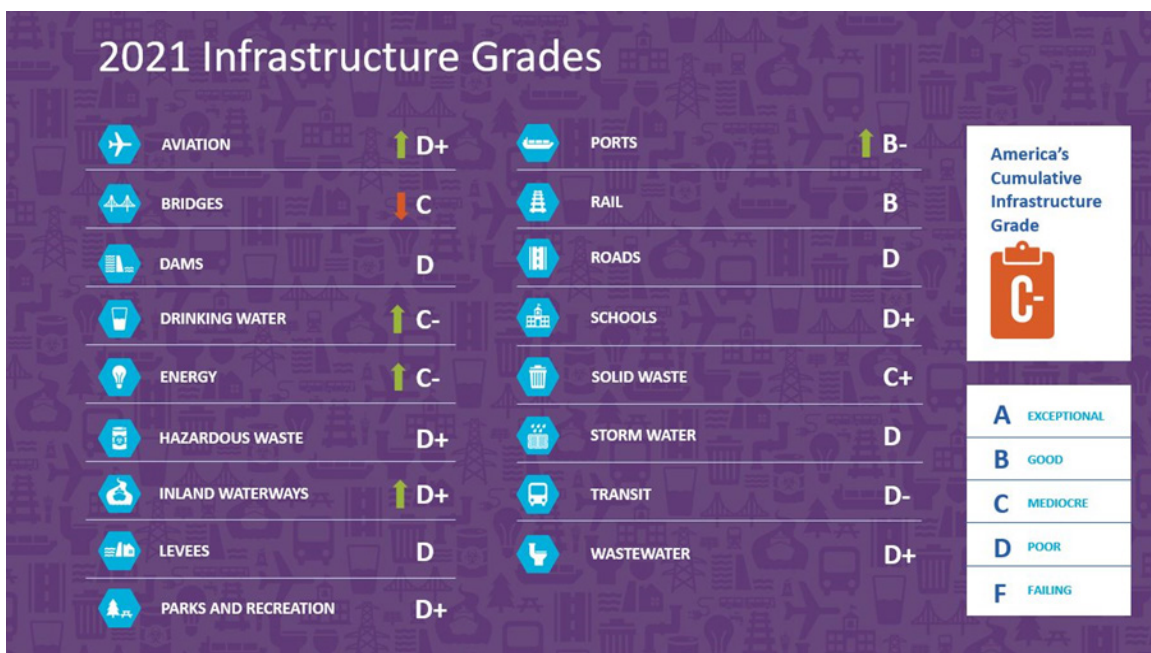 2021 Infrastructure Grades
AVIATION D+
BRIDGES C
DAMS D
DRINKING WATER C-
ENERGY C-
HAZARDOUS WASTE D+
INLAND WATERWAYS D+
LEVEES D
PARKS AND RECREATION D+
PORTS B-
RAIL B
ROADS D
SCHOOLS D+
SOLID WASTE C+
STORM WATER D
TRANSIT D-
WASTEWATER D+
America's
Cumulative
Infrastructure
Grade
C-
A EXCEPTIONAL
B GOOD
C MEDIOCRE
D POOR
F FAILING